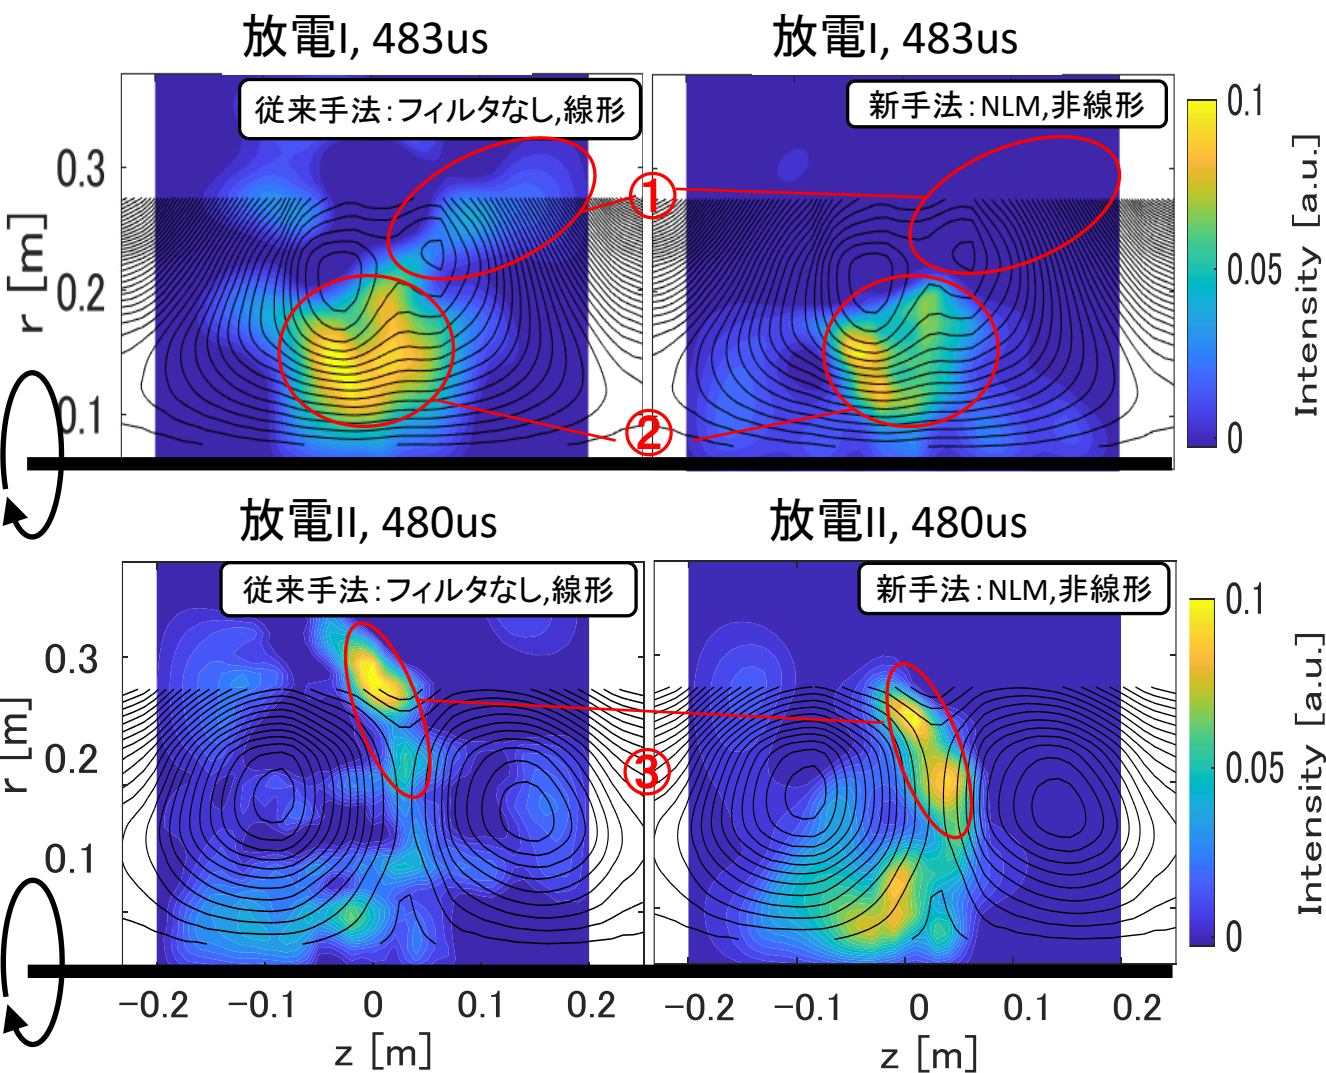 放電I, 483us
放電I, 483us
従来手法：フィルタなし,線形
新手法：NLM,非線形
0.3
0.2
0.1
r [m]
①
②
0.1
0.05
0
Intensity [a.u.]
放電II, 480us
放電II, 480us
従来手法：フィルタなし,線形
新手法：NLM,非線形
0.3
0.2
0.1
r [m]
③
0.1
0.05
0
Intensity [a.u.]
−0.2 −0.1 0 0.1 0.2
−0.2 −0.1 0 0.1 0.2
z [m]
z [m]